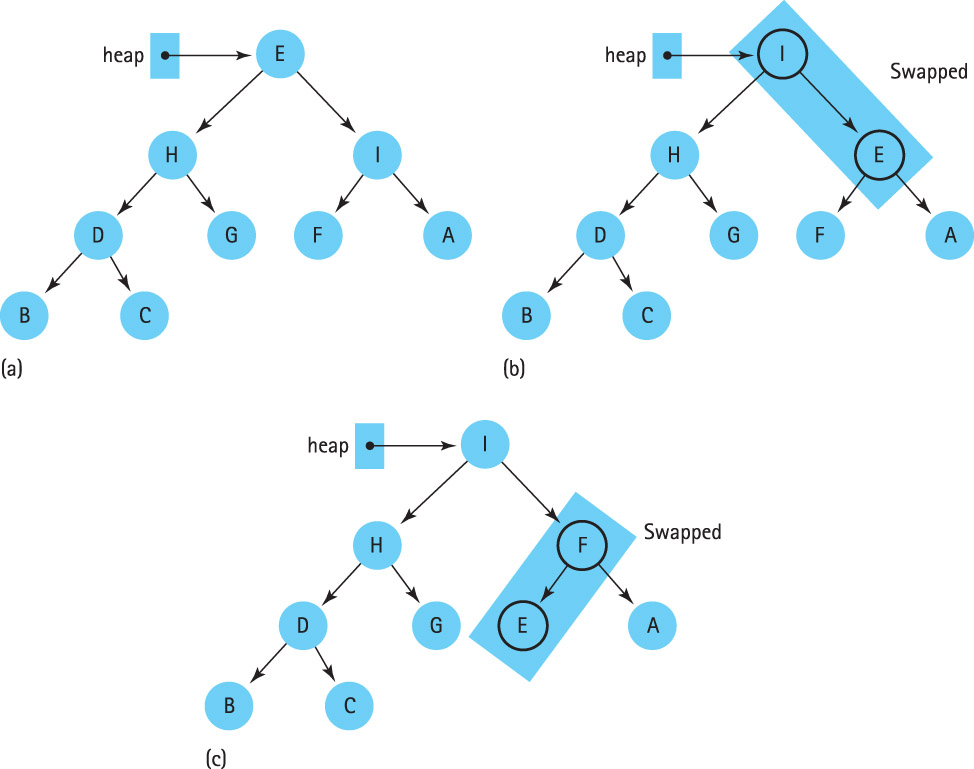 heap E
H I
D G F A
B C
(a)
heap I Swapped
H E
D G F A
B C
(b)
heap I
H F Swapped
D G E A
B C
(c)